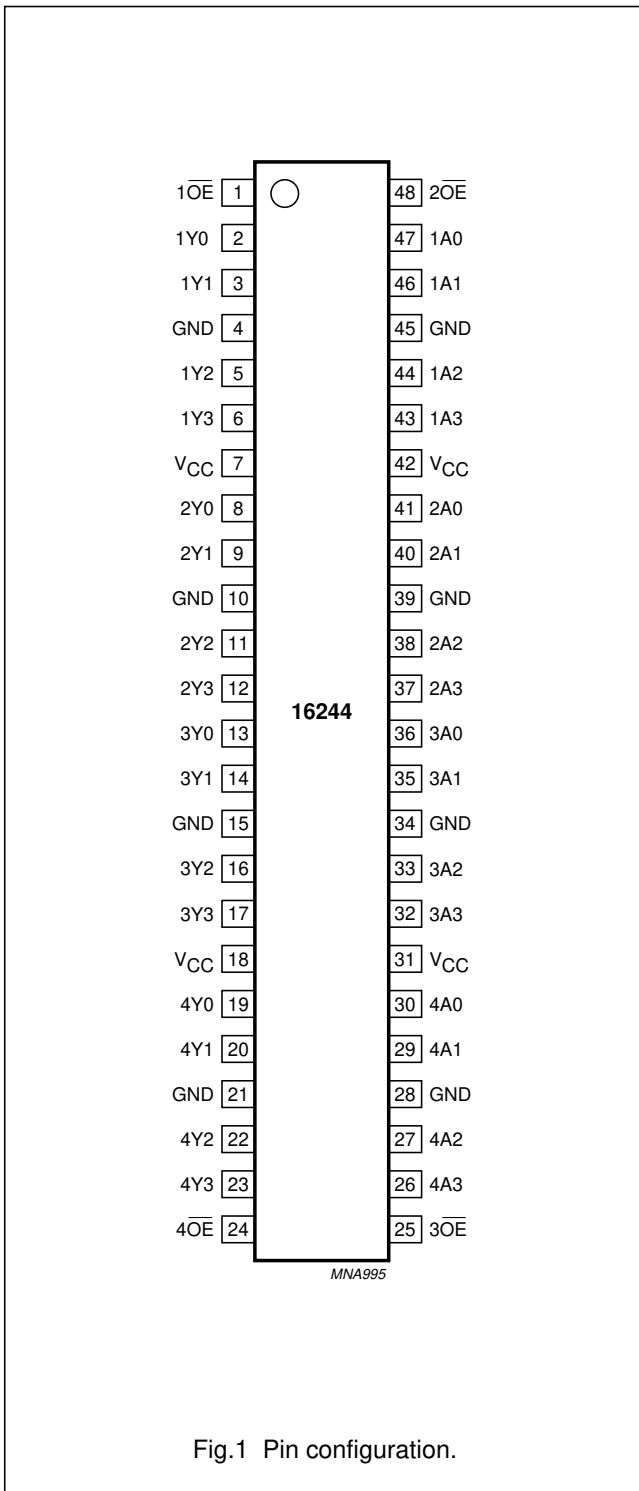 1O̅E̅ 1 48 2O̅E̅
1Y0 2 47 1A0
1Y1 3 46 1A1
GND 4 45 GND
1Y2 5 44 1A2
1Y3 6 43 1A3
VCC 7 42 VCC
2Y0 8 41 2A0
2Y1 9 40 2A1
GND 10 39 GND
2Y2 11 38 2A2
2Y3 12 37 2A3
16244
3Y0 13 36 3A0
3Y1 14 35 3A1
GND 15 34 GND
3Y2 16 33 3A2
3Y3 17 32 3A3
VCC 18 31 VCC
4Y0 19 30 4A0
4Y1 20 29 4A1
GND 21 28 GND
4Y2 22 27 4A2
4Y3 23 26 4A3
4O̅E̅ 24 25 3O̅E̅
MNA995
Fig.1 Pin configuration.